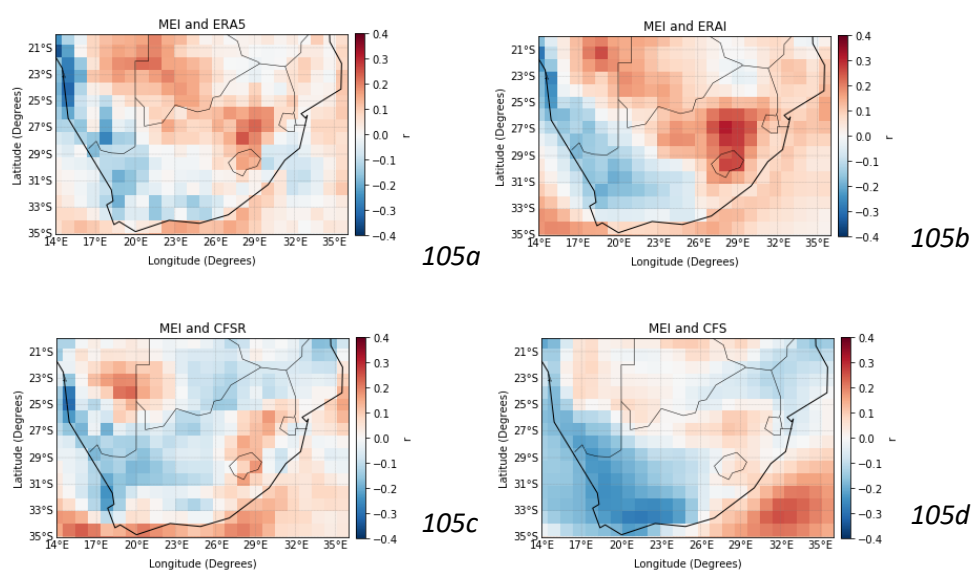 MEI and ERA5
21°S
23°S
25°S
27°S
29°S
31°S
33°S
35°S
Latitude (Degrees)
14°E 17°E 20°E 23°E 26°E 29°E 32°E 35°E
Longitude (Degrees)
0.4
0.3
0.2
0.1
0.0
−0.1
−0.2
−0.3
−0.4
r
105a
MEI and ERAI
21°S
23°S
25°S
27°S
29°S
31°S
33°S
35°S
Latitude (Degrees)
14°E 17°E 20°E 23°E 26°E 29°E 32°E 35°E
Longitude (Degrees)
0.4
0.3
0.2
0.1
0.0
−0.1
−0.2
−0.3
−0.4
r
105b
MEI and CFSR
21°S
23°S
25°S
27°S
29°S
31°S
33°S
35°S
Latitude (Degrees)
14°E 17°E 20°E 23°E 26°E 29°E 32°E 35°E
Longitude (Degrees)
0.4
0.3
0.2
0.1
0.0
−0.1
−0.2
−0.3
−0.4
r
105c
MEI and CFS
21°S
23°S
25°S
27°S
29°S
31°S
33°S
35°S
Latitude (Degrees)
14°E 17°E 20°E 23°E 26°E 29°E 32°E 35°E
Longitude (Degrees)
0.4
0.3
0.2
0.1
0.0
−0.1
−0.2
−0.3
−0.4
r
105d